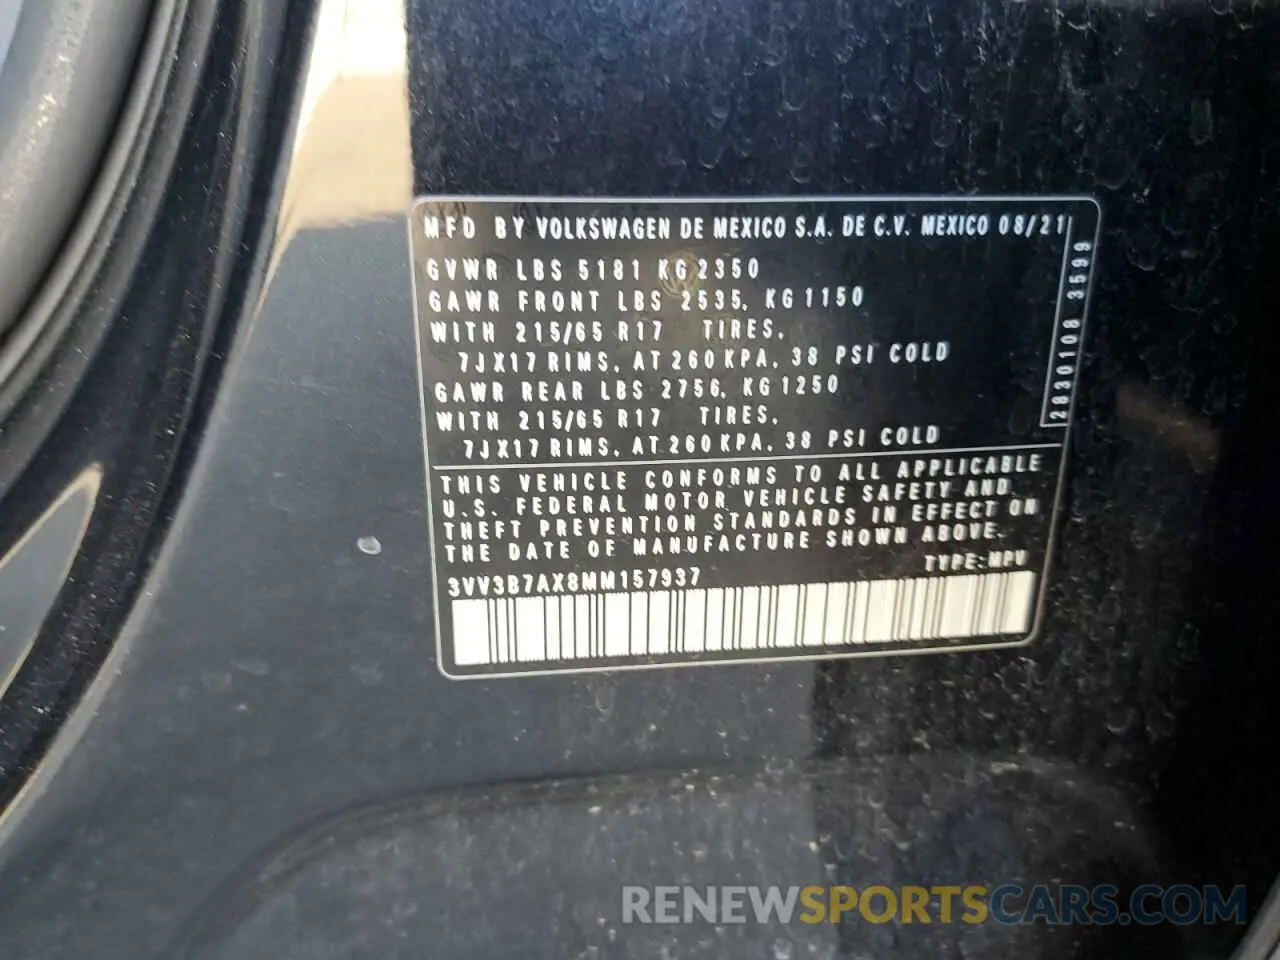 MFD BY VOLKSWAGEN DE MEXICO S.A. DE C.V. MEXICO 08/21
GVWR LBS 5181 KG 2350
GAWR FRONT LBS 2535, KG 1150
WITH 215/65 R17 TIRES,
7JX17 RIMS, AT 260 KPA, 38 PSI COLD
GAWR REAR LBS 2756, KG 1250
WITH 215/65 R17 TIRES,
7JX17 RIMS, AT 260 KPA, 38 PSI COLD
2830108 3599
THIS VEHICLE CONFORMS TO ALL APPLICABLE
U.S. FEDERAL MOTOR VEHICLE SAFETY AND
THEFT PREVENTION STANDARDS IN EFFECT ON
THE DATE OF MANUFACTURE SHOWN ABOVE.
TYPE: MPV
3VV3B7AX8MM157937
RENEWSPORTSCARS.COM